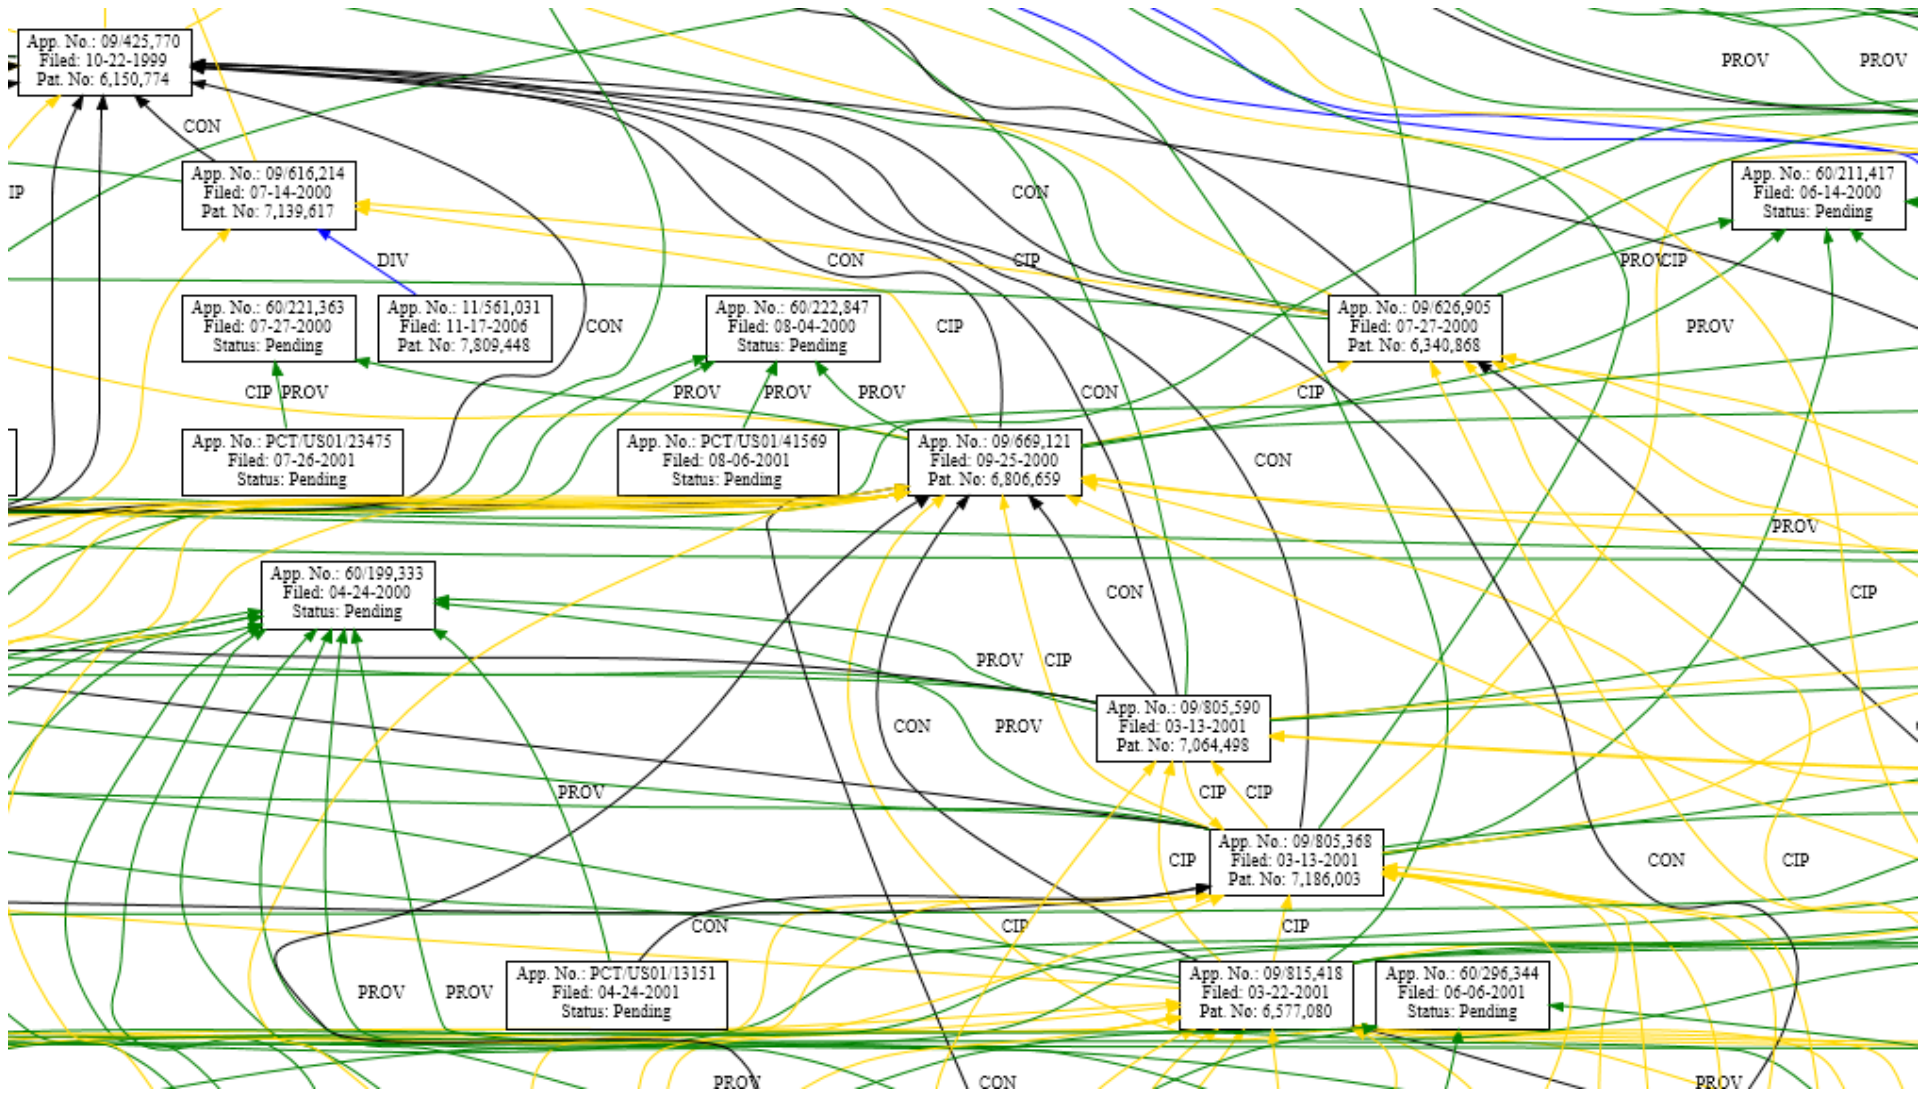 App. No.: 09/425,770
Filed: 10-22-1999
Pat. No: 6,150,774
PROV
PROV
CON
App. No.: 09/616,214
Filed: 07-14-2000
Pat. No: 7,139,617
IP
CON
App. No.: 60/211,417
Filed: 06-14-2000
Status: Pending
DIV
CON
CIP
PROV
CIP
App. No.: 60/221,363
Filed: 07-27-2000
Status: Pending
App. No.: 11/561,031
Filed: 11-17-2006
Pat. No: 7,809,448
CON
App. No.: 60/222,847
Filed: 08-04-2000
Status: Pending
CIP
App. No.: 09/626,905
Filed: 07-27-2000
Pat. No: 6,340,868
PROV
CIP
PROV
PROV
PROV
PROV
CON
CIP
App. No.: PCT/US01/23475
Filed: 07-26-2001
Status: Pending
App. No.: PCT/US01/41569
Filed: 08-06-2001
Status: Pending
App. No.: 09/669,121
Filed: 09-25-2000
Pat. No: 6,806,659
CON
PROV
App. No.: 60/199,333
Filed: 04-24-2000
Status: Pending
CON
CIP
PROV
CIP
App. No.: 09/805,590
Filed: 03-13-2001
Pat. No: 7,064,498
CON
PROV
PROV
CIP
CIP
App. No.: 09/805,368
Filed: 03-13-2001
Pat. No: 7,186,003
CIP
CON
CIP
CON
CIP
CIP
App. No.: PCT/US01/13151
Filed: 04-24-2001
Status: Pending
PROV
PROV
App. No.: 09/815,418
Filed: 03-22-2001
Pat. No: 6,577,080
App. No.: 60/296,344
Filed: 06-06-2001
Status: Pending
PROV
CON
PROV